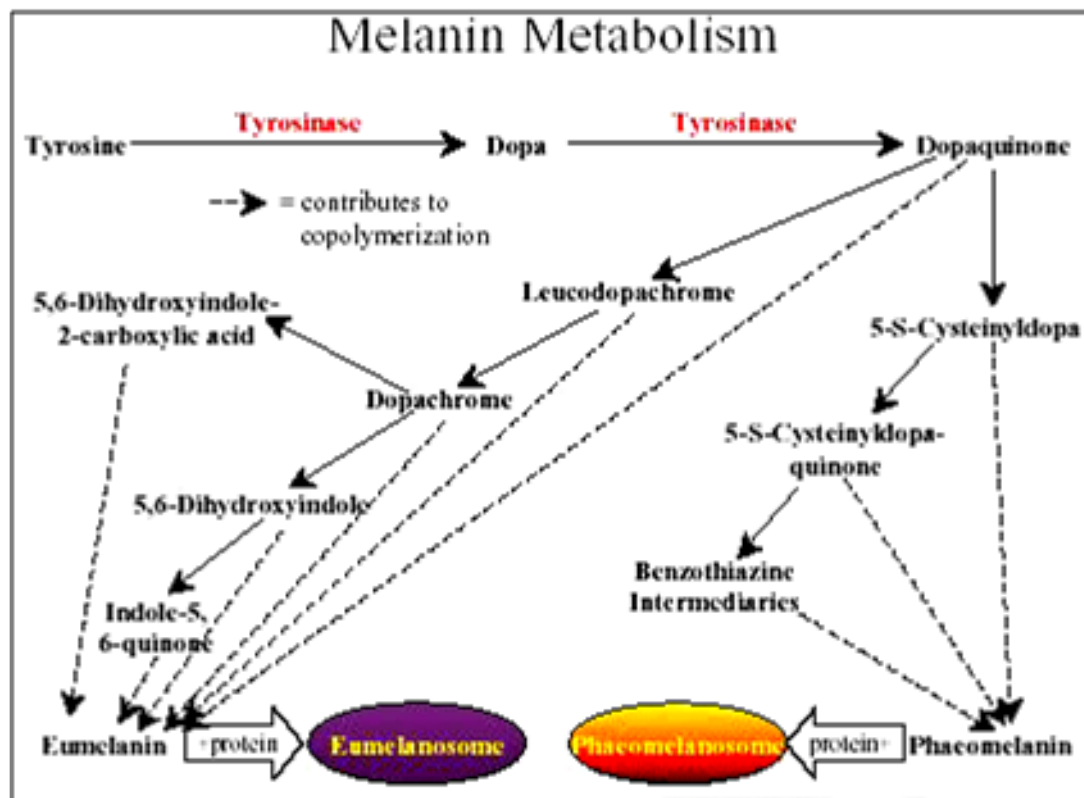 Melanin Metabolism
Tyrosinase Tyrosinase
Tyrosine Dopa Dopaquinone
= contributes to
copolymerization
Leucodopachrome
5,6-Dihydroxyindole-
2-carboxylic acid
5-S-Cysteinyldopa
Dopachrome
5-S-Cysteinyldopa-
quinone
5,6-Dihydroxyindole
Benzothiazine
Intermediaries
Indole-5,
6-quinone
Eumelanin +protein Eumelanosome Phaeomelanosome protein+ Phaeomelanin